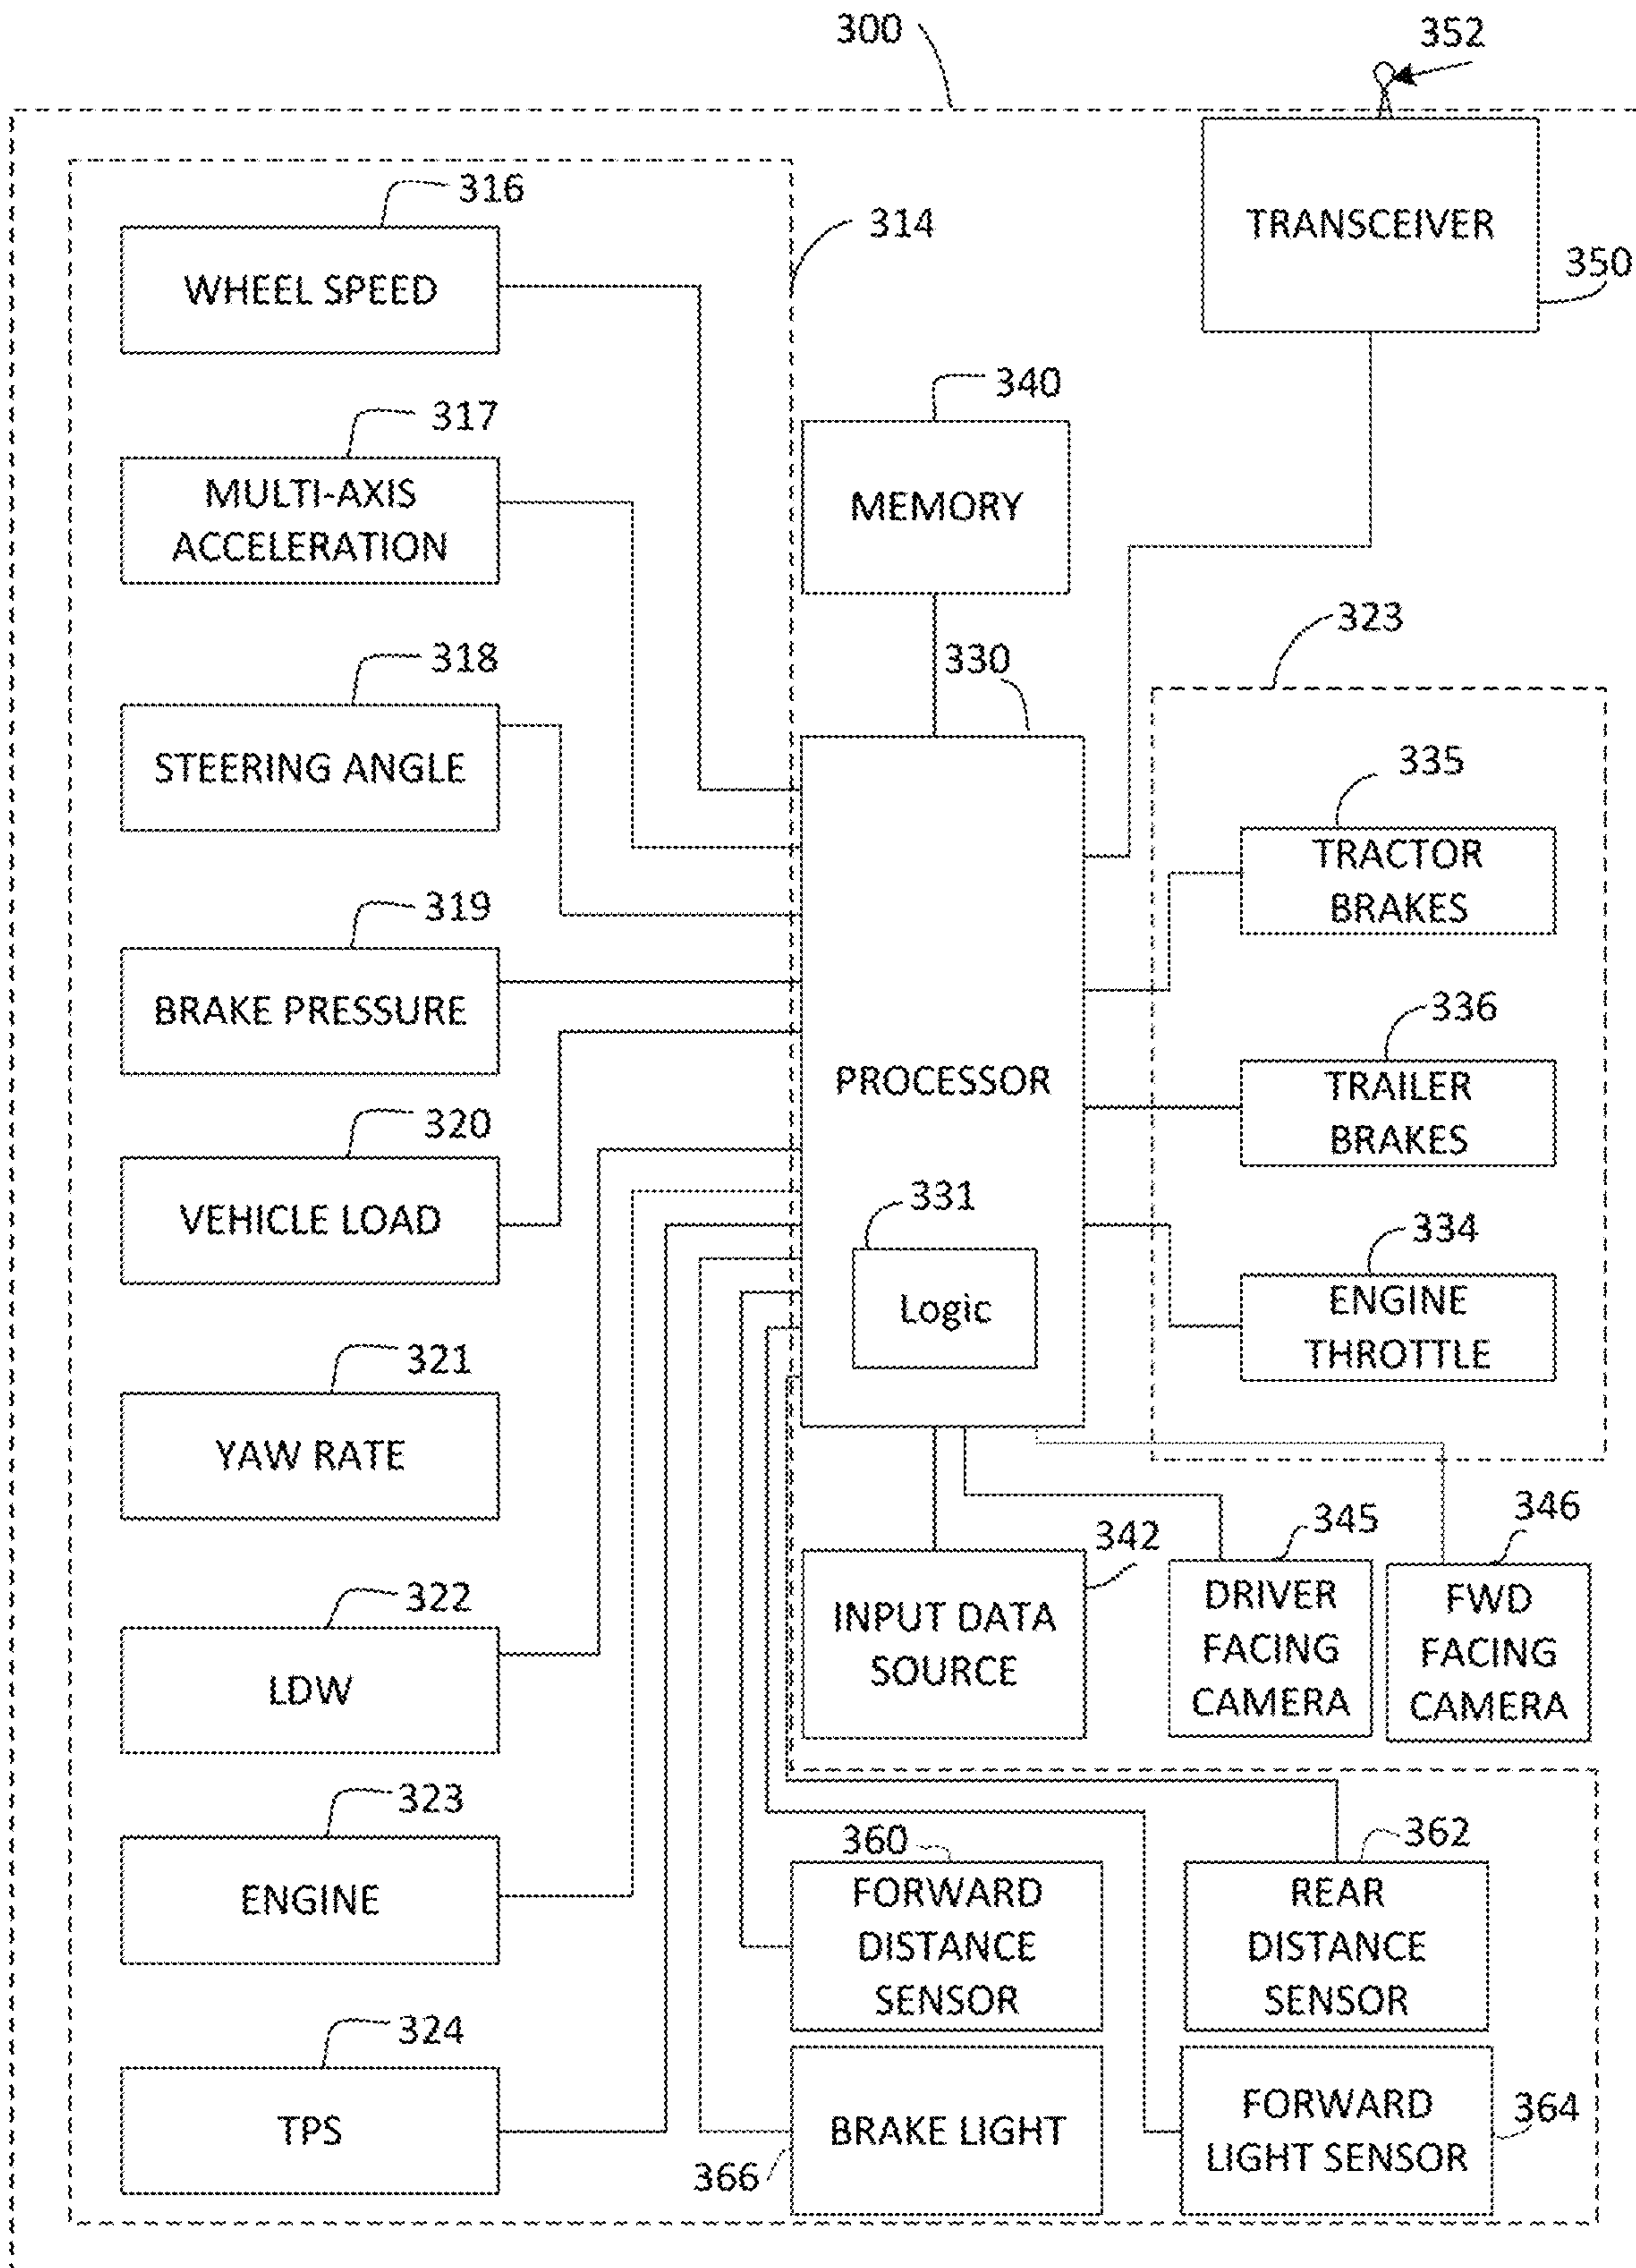 300
352
TRANSCEIVER
350
316
WHEEL SPEED
314
317
MULTI-AXIS
ACCELERATION
340
MEMORY
318
STEERING ANGLE
330
323
319
BRAKE PRESSURE
PROCESSOR
335
TRACTOR
BRAKES
336
TRAILER
BRAKES
320
VEHICLE LOAD
331
Logic
334
ENGINE
THROTTLE
321
YAW RATE
342
INPUT DATA
SOURCE
345
DRIVER
FACING
CAMERA
346
FWD
FACING
CAMERA
322
LDW
323
ENGINE
360
FORWARD
DISTANCE
SENSOR
362
REAR
DISTANCE
SENSOR
324
TPS
366
BRAKE LIGHT
FORWARD
LIGHT SENSOR
364